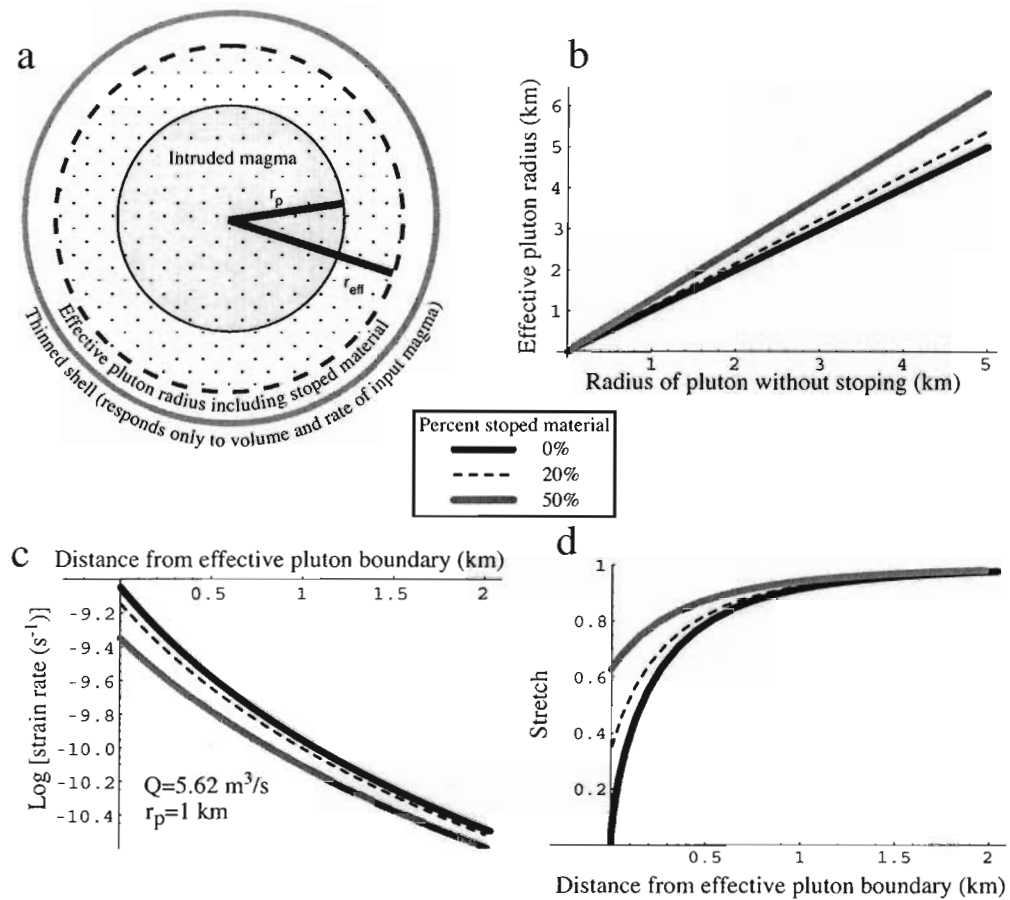 a
Intruded magma
rp
reff
Effective pluton radius including stoped material
Thinned shell (responds only to volume and rate of input magma)
b
Effective pluton radius (km)
6
5
4
3
2
1
1 2 3 4 5
Radius of pluton without stoping (km)
Percent stoped material
0%
20%
50%
c
Distance from effective pluton boundary (km)
0.5 1 1.5 2
Log [strain rate (s-1)]
-9.2
-9.4
-9.6
-9.8
-10.0
-10.2
-10.4
Q=5.62 m3/s
rp=1 km
d
Stretch
1
0.8
0.6
0.4
0.2
0.5 1 1.5 2
Distance from effective pluton boundary (km)